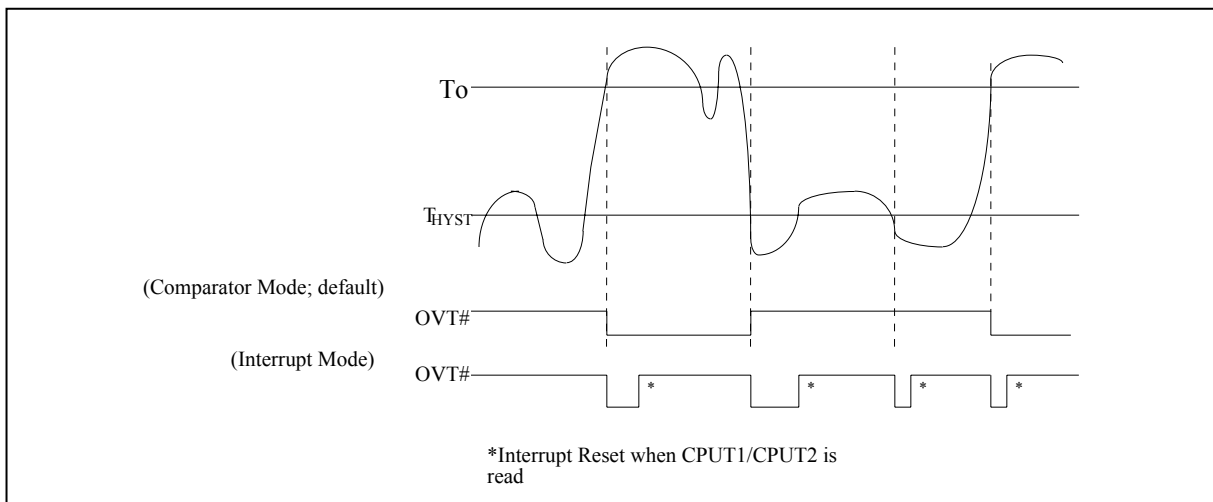 To
THYST
(Comparator Mode; default)
OVT#
(Interrupt Mode)
OVT#
* * * *
*Interrupt Reset when CPUT1/CPUT2 is
read